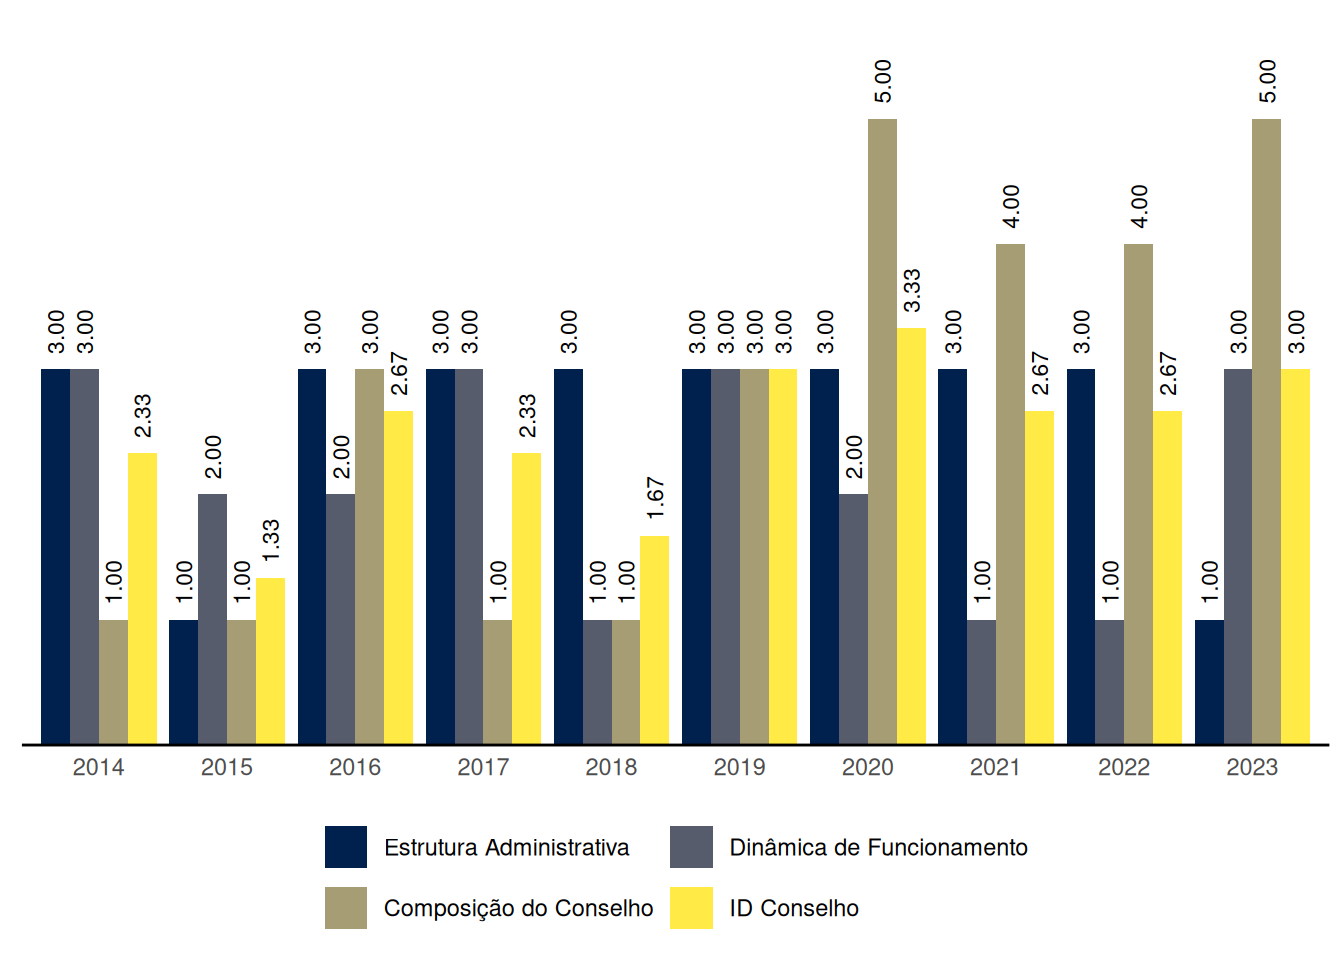 3.00 3.00 1.00 2.33 1.00 2.00 1.00 1.33 3.00 2.00 3.00 2.67 3.00 3.00 1.00 2.33 3.00 1.00 1.00 1.67 3.00 3.00 3.00 3.00 3.00 2.00 5.00 3.33 3.00 1.00 4.00 2.67 3.00 1.00 4.00 2.67 1.00 3.00 5.00 3.00
2014 2015 2016 2017 2018 2019 2020 2021 2022 2023
Estrutura Administrativa Dinâmica de Funcionamento
Composição do Conselho ID Conselho